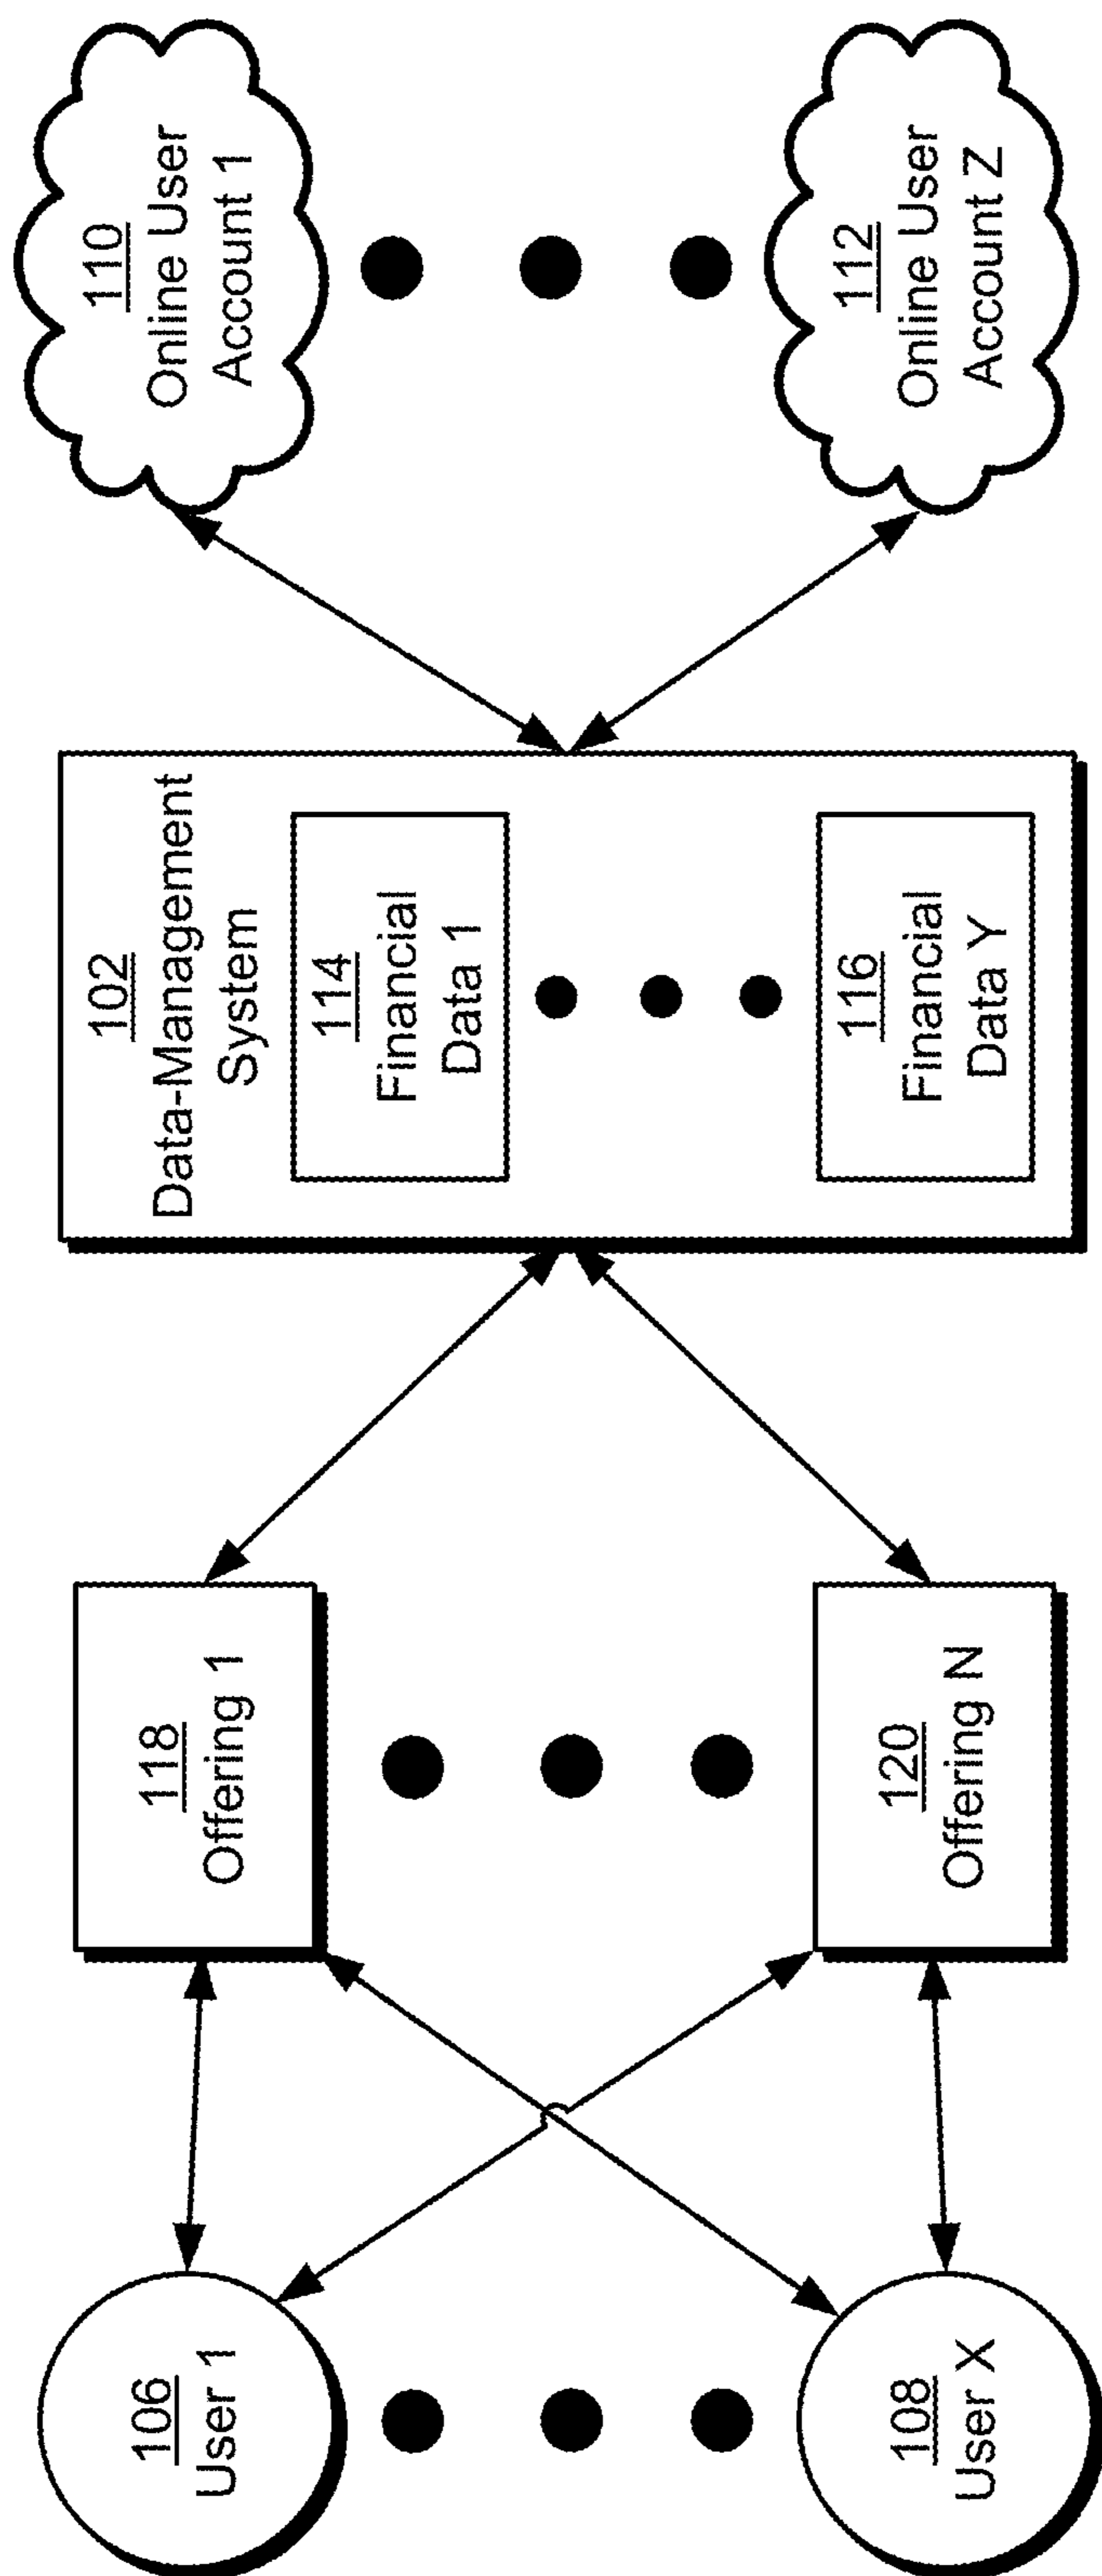 106
User 1
108
User X
118
Offering 1
120
Offering N
102
Data-Management
System
114
Financial
Data 1
116
Financial
Data Y
110
Online User
Account 1
112
Online User
Account Z